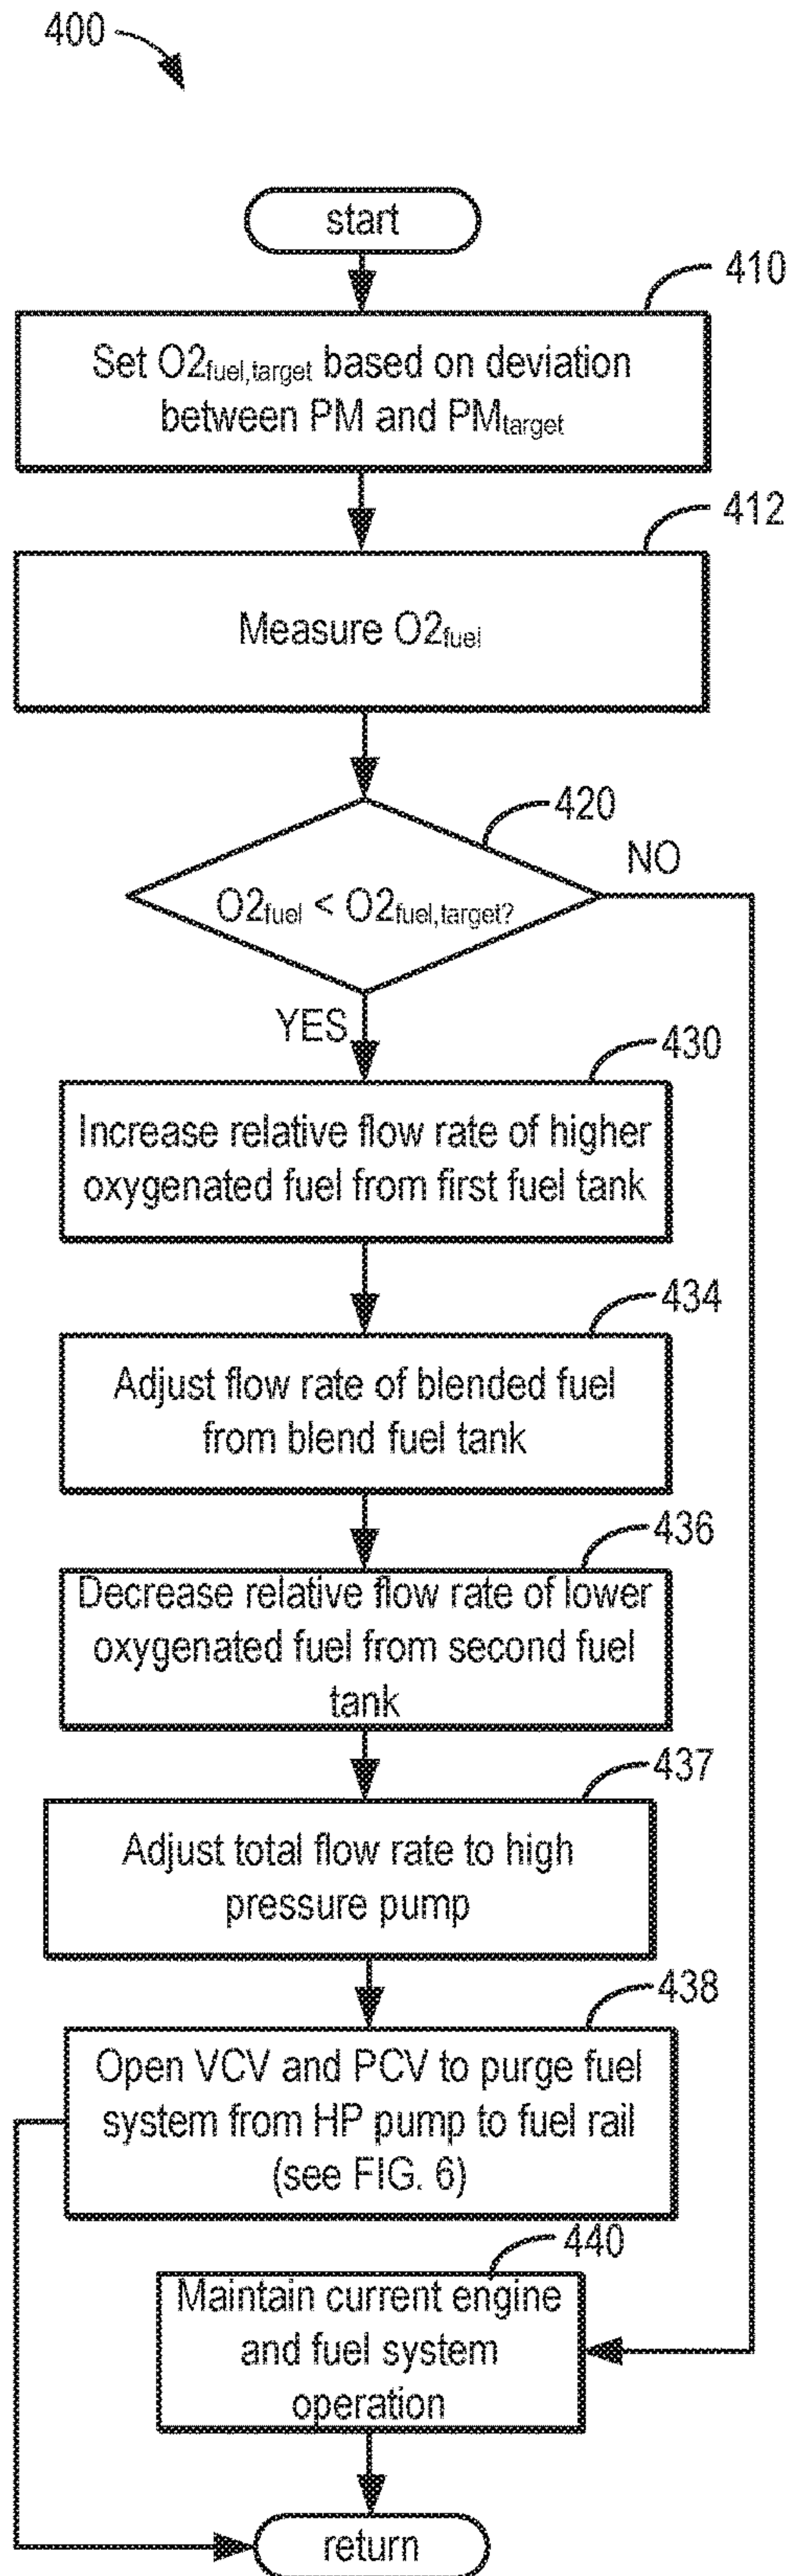 400
start
410
Set O2fuel,target based on deviation
between PM and PMtarget
412
Measure O2fuel
420
NO
O2fuel < O2fuel,target?
YES
430
Increase relative flow rate of higher
oxygenated fuel from first fuel tank
434
Adjust flow rate of blended fuel
from blend fuel tank
436
Decrease relative flow rate of lower
oxygenated fuel from second fuel
tank
437
Adjust total flow rate to high
pressure pump
438
Open VCV and PCV to purge fuel
system from HP pump to fuel rail
(see FIG. 6)
440
Maintain current engine
and fuel system
operation
return